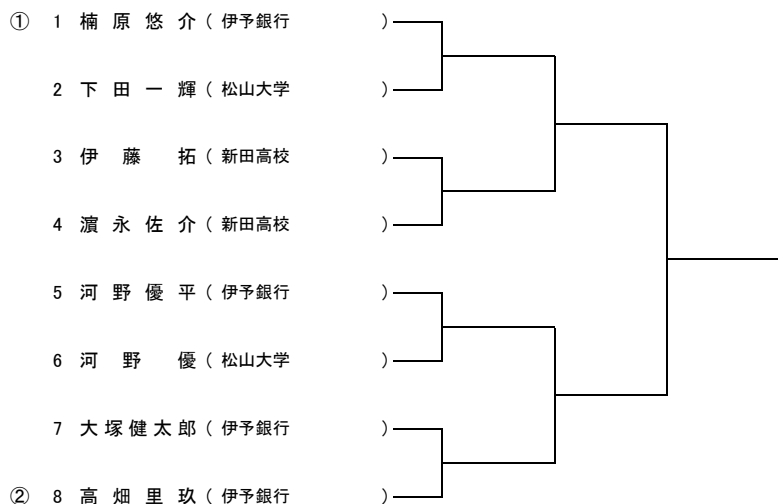 ① 1 楠原悠介(伊予銀行)
2 下田一輝(松山大学)
3 伊藤拓(新田高校)
4 濵永佐介(新田高校)
5 河野優平(伊予銀行)
6 河野優(松山大学)
7 大塚健太郎(伊予銀行)
② 8 高畑里玖(伊予銀行)